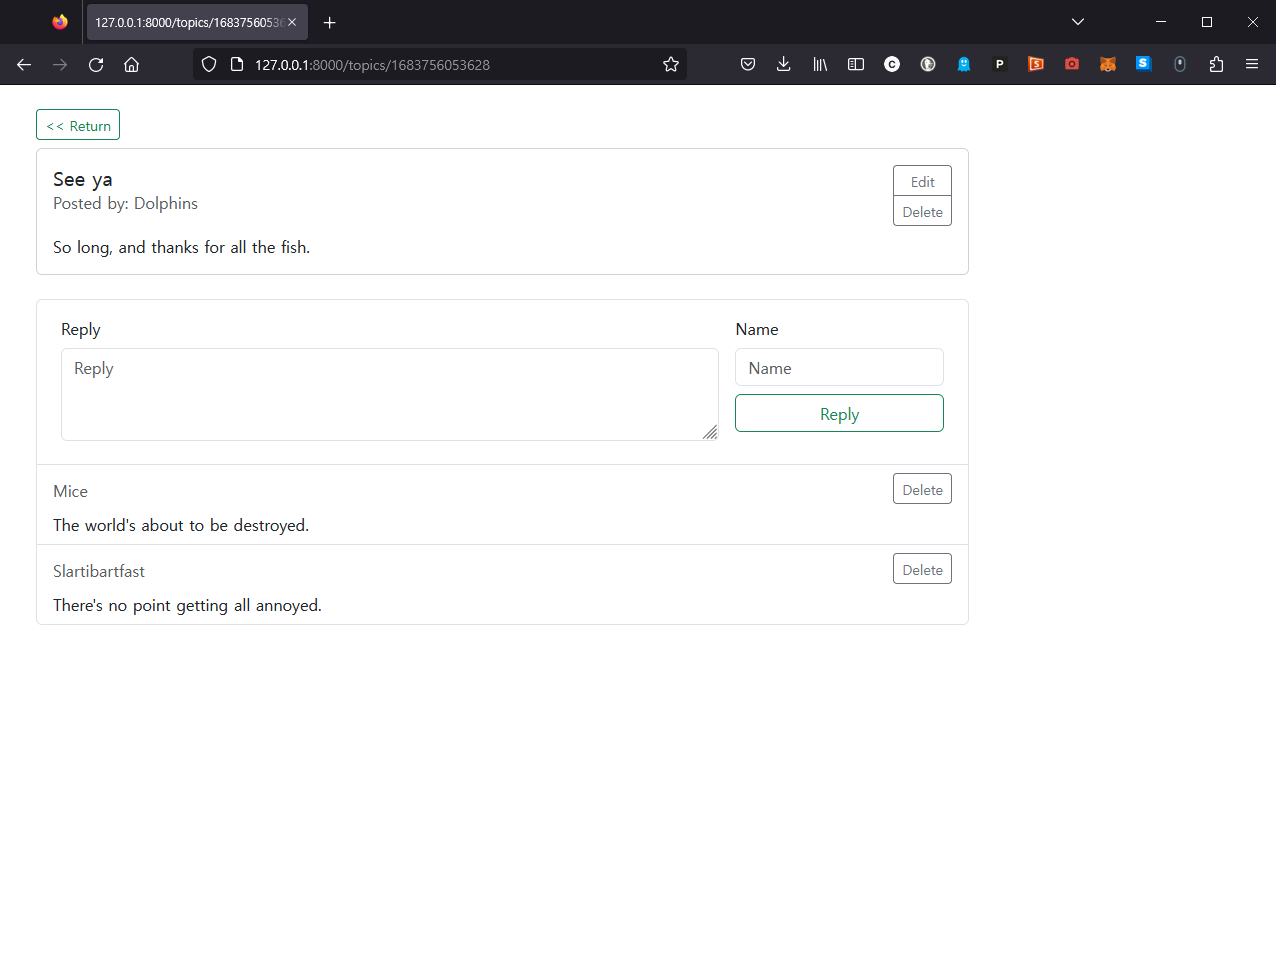 127.0.0.1:8000/topics/1683756053
127.0.0.1:8000/topics/1683756053628
<< Return
See ya
Edit
Posted by: Dolphins
Delete
So long, and thanks for all the fish.
Reply
Name
Reply
Name
Reply
Mice
Delete
The world's about to be destroyed.
Slartibartfast
Delete
There's no point getting all annoyed.